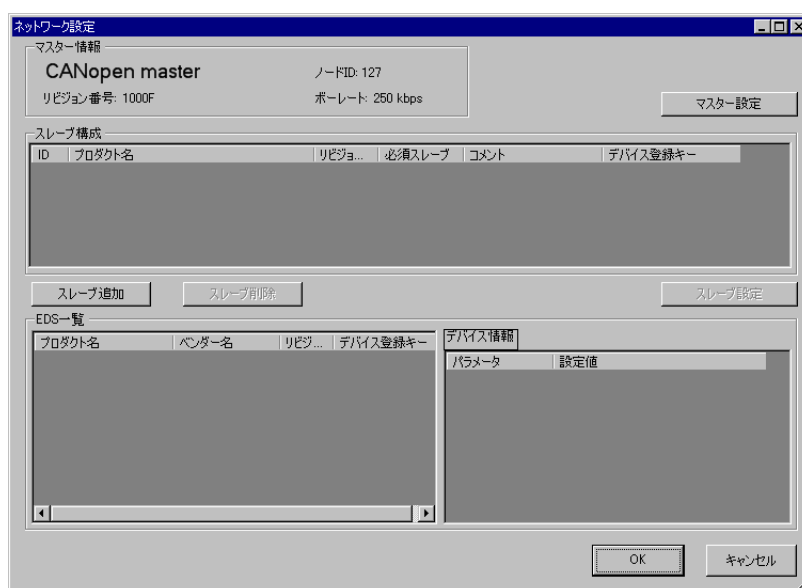 ネットワーク設定
マスター情報
CANopen master
ノードID: 127
リビジョン番号: 1000F
ボーレート: 250 kbps
マスター設定
スレーブ構成
ID プロダクト名 リビジョ... 必須スレーブ コメント デバイス登録キー
スレーブ追加 スレーブ削除 スレーブ設定
EDS一覧
プロダクト名 ベンダー名 リビジ... デバイス登録キー
デバイス情報
パラメータ 設定値
OK キャンセル